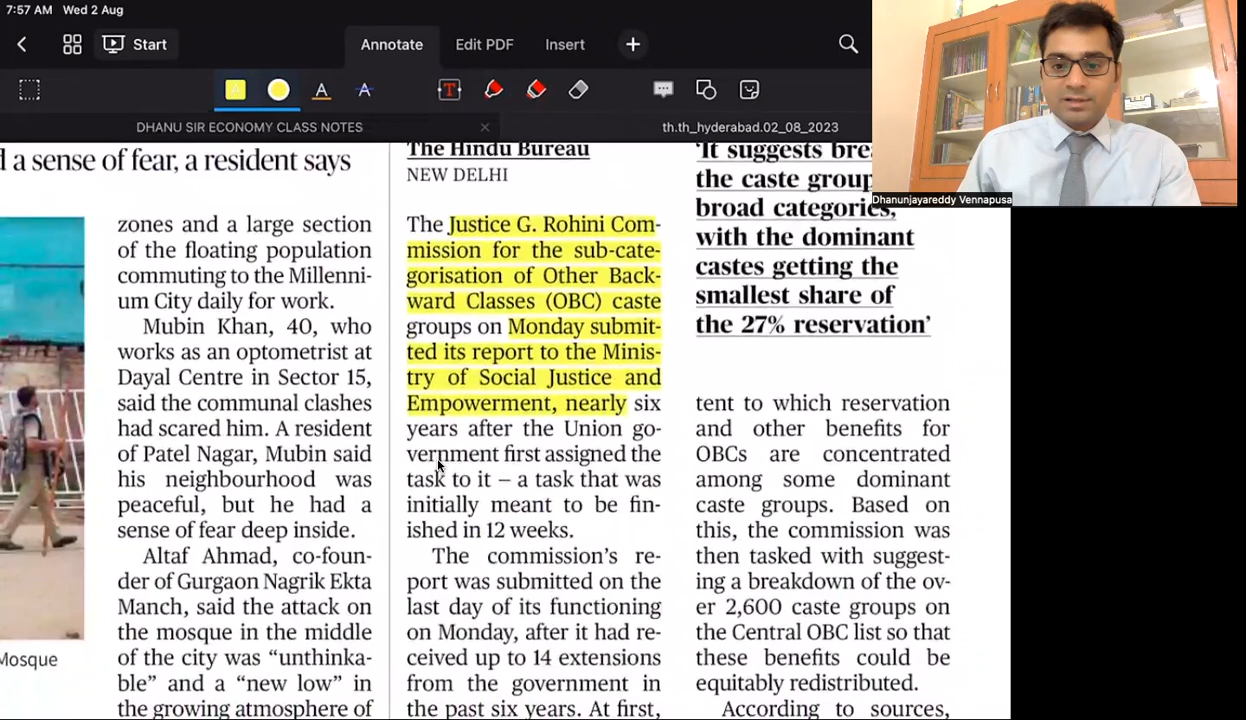 7:57 AM Wed 2 Aug
Start
Annotate
Edit PDF
Insert
DHANU SIR ECONOMY CLASS NOTES
th.th_hyderabad.02_08_2023
Dhanunjayareddy Vennapusa
d a sense of fear, a resident says
Mosque
zones and a large section
of the floating population
commuting to the Millenni-
um City daily for work.
Mubin Khan, 40, who
works as an optometrist at
Dayal Centre in Sector 15,
said the communal clashes
had scared him. A resident
of Patel Nagar, Mubin said
his neighbourhood was
peaceful, but he had a
sense of fear deep inside.
Altaf Ahmad, co-foun-
der of Gurgaon Nagrik Ekta
Manch, said the attack on
the mosque in the middle
of the city was “unthinka-
ble” and a “new low” in
the growing atmosphere of
The Hindu Bureau
NEW DELHI
The Justice G. Rohini Com-
mission for the sub-cate-
gorisation of Other Back-
ward Classes (OBC) caste
groups on Monday submit-
ted its report to the Minis-
try of Social Justice and
Empowerment, nearly six
years after the Union go-
vernment first assigned the
task to it – a task that was
initially meant to be fin-
ished in 12 weeks.
The commission’s re-
port was submitted on the
last day of its functioning
on Monday, after it had re-
ceived up to 14 extensions
from the government in
the past six years. At first,
‘It suggests brea
the caste group
broad categories,
with the dominant
castes getting the
smallest share of
the 27% reservation’
tent to which reservation
and other benefits for
OBCs are concentrated
among some dominant
caste groups. Based on
this, the commission was
then tasked with suggest-
ing a breakdown of the ov-
er 2,600 caste groups on
the Central OBC list so that
these benefits could be
equitably redistributed.
According to sources,